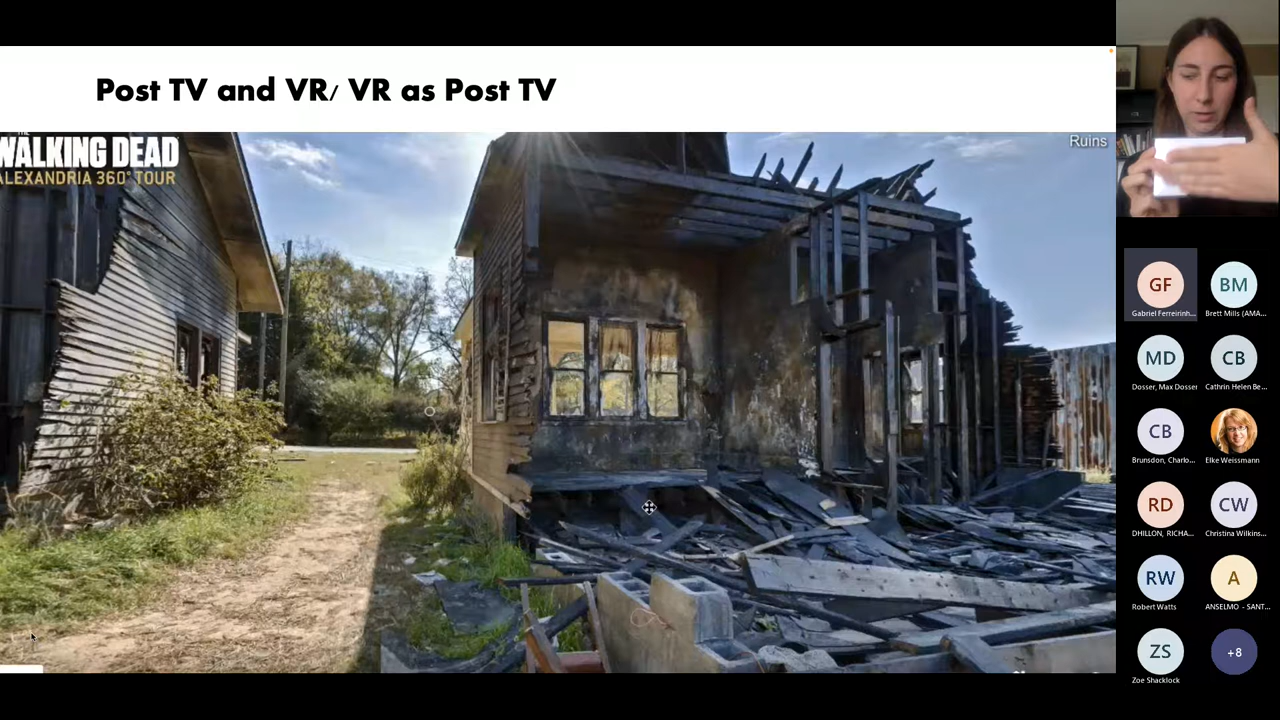 Post TV and VR/ VR as Post TV
THE
WALKING DEAD
ALEXANDRIA 360° TOUR
Ruins
GF
Gabriel Ferreirinh...
BM
Brett Mills (AMA...
MD
Dosser, Max Dosser
CB
Cathrin Helen Be...
CB
Brunsdon, Charlo...
Elke Weissmann
RD
DHILLON, RICHA...
CW
Christina Wilkins...
RW
Robert Watts
A
ANSELMO - SANT...
ZS
Zoe Shacklock
+8